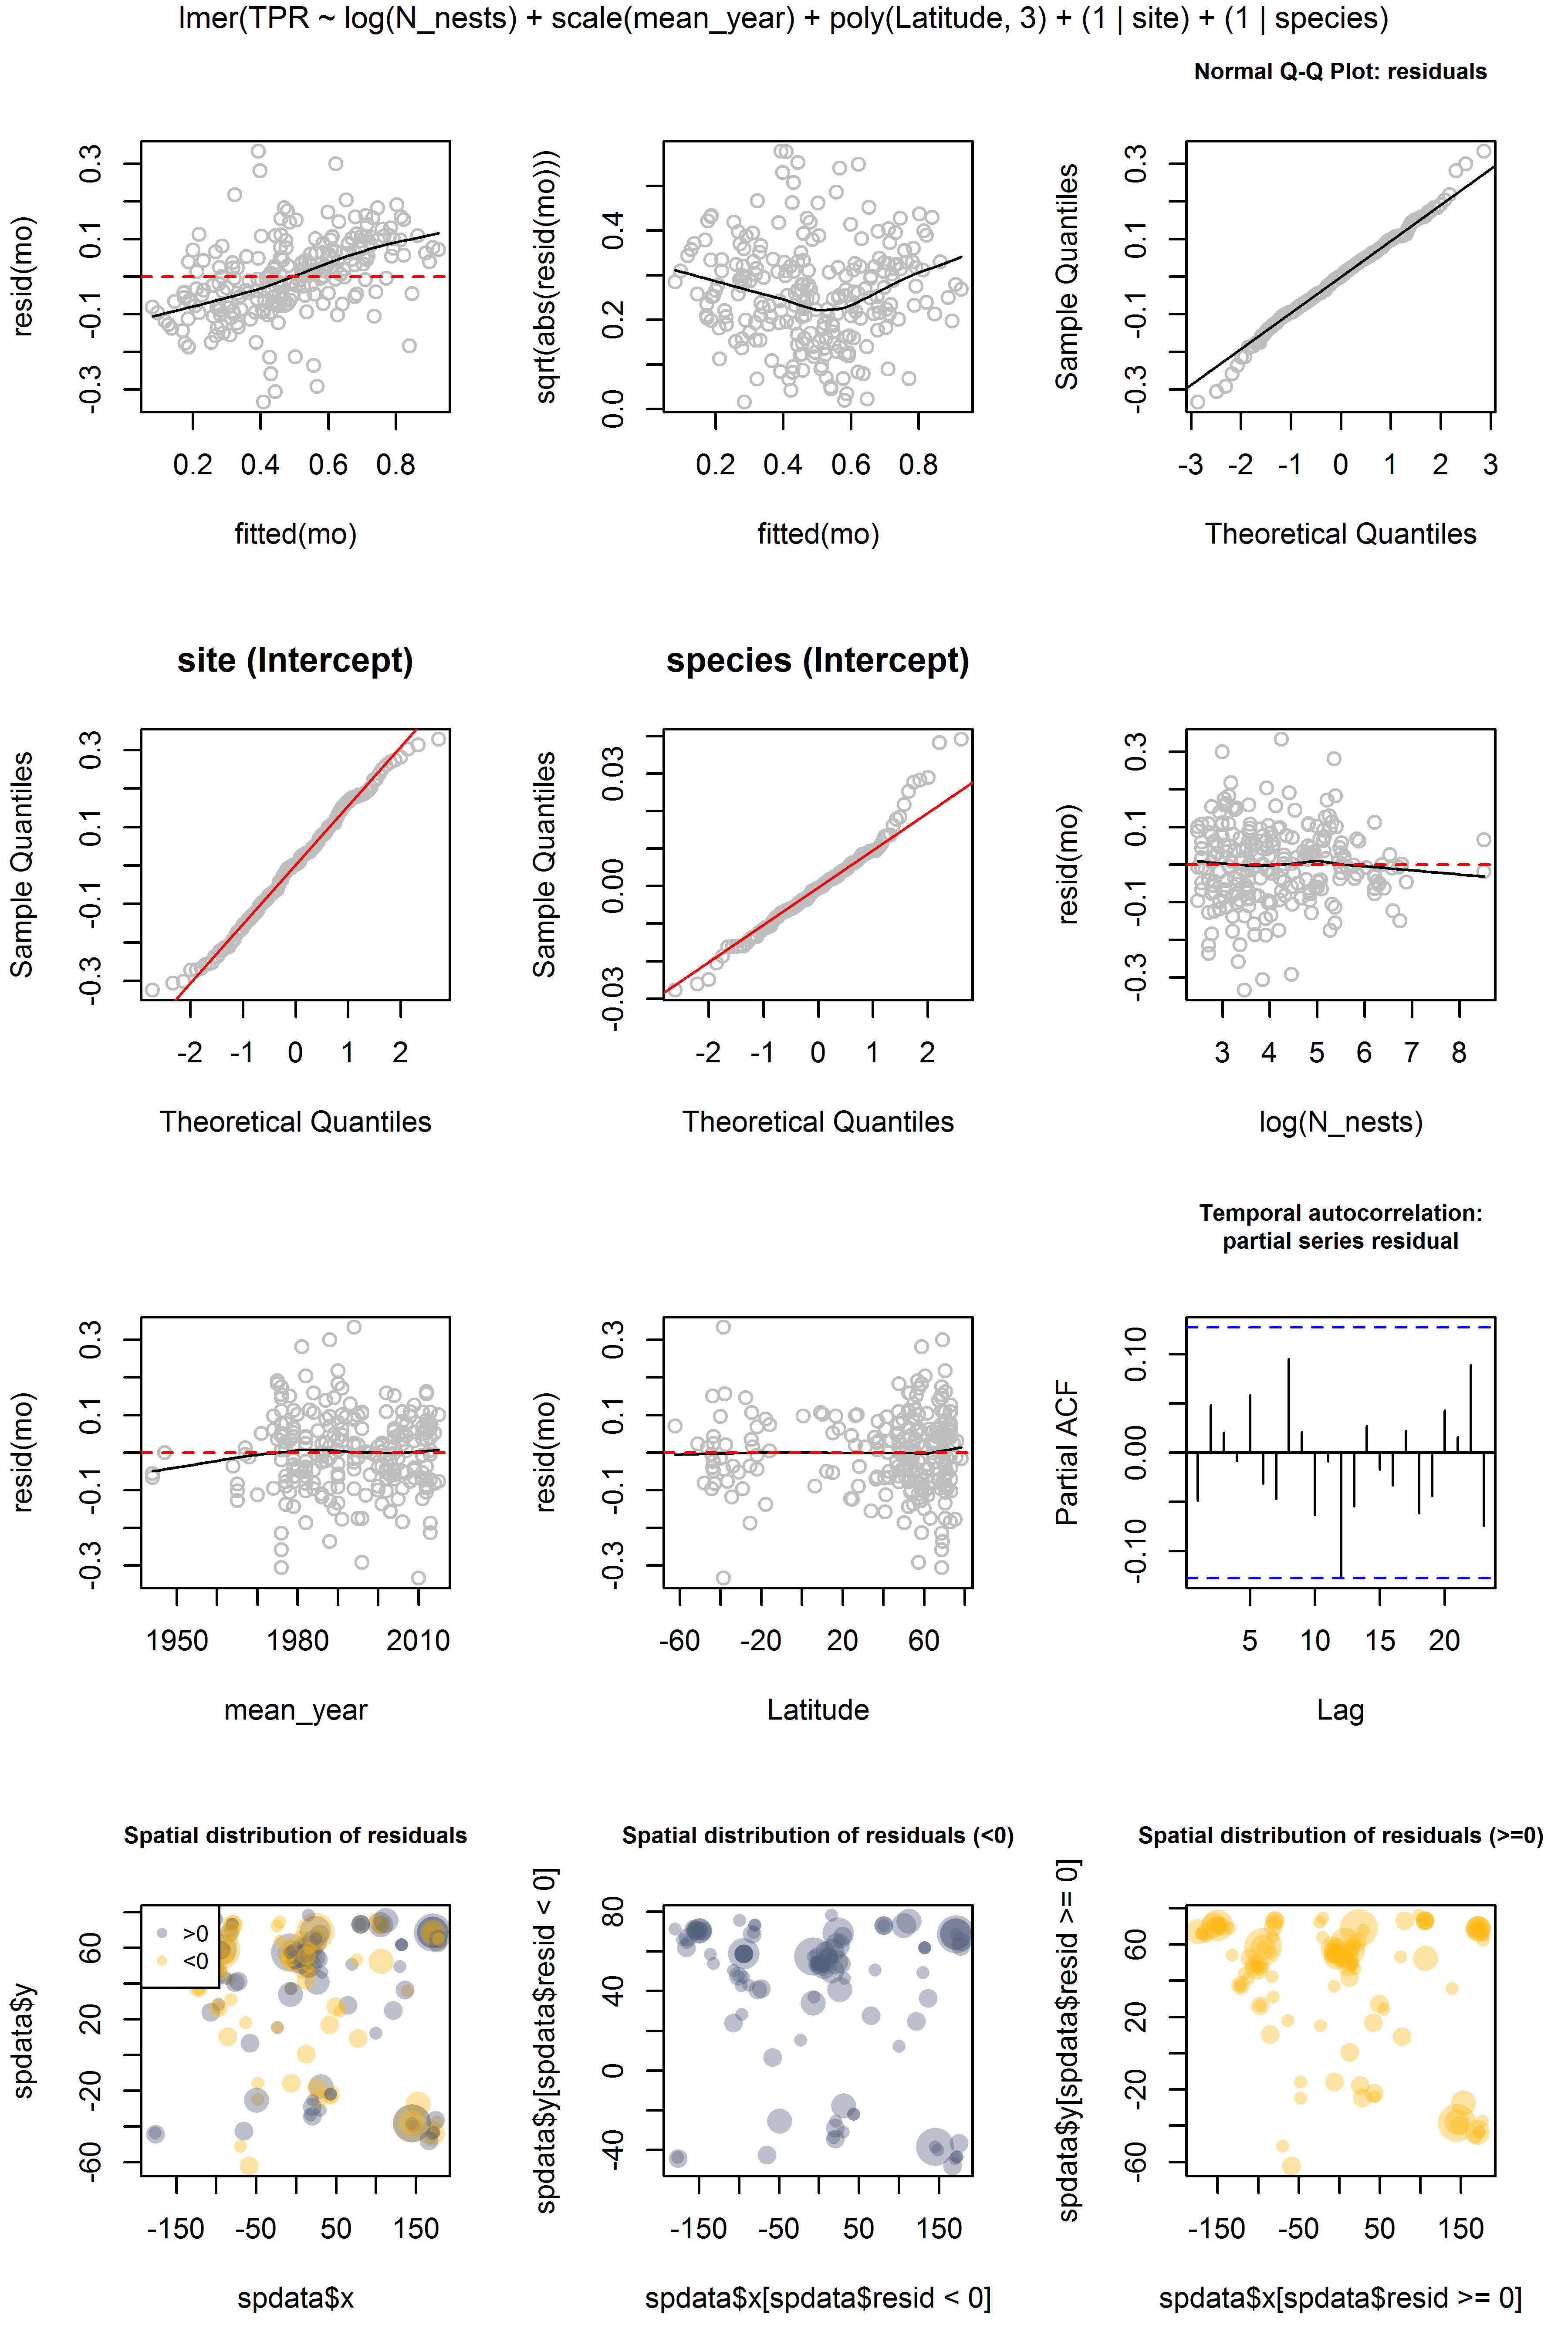 lmer(TPR ~ log(N_nests) + scale(mean_year) + poly(Latitude, 3) + (1 | site) + (1 | species)
resid(mo)
0.3
0.1
-0.1
-0.3
0.2 0.4 0.6 0.8
fitted(mo)
sqrt(abs(resid(mo)))
0.4
0.2
0.0
0.2 0.4 0.6 0.8
fitted(mo)
Normal Q-Q Plot: residuals
Sample Quantiles
0.3
0.1
-0.1
-0.3
-3 -2 -1 0 1 2 3
Theoretical Quantiles
site (Intercept)
Sample Quantiles
0.3
0.1
-0.1
-0.3
-2 -1 0 1 2
Theoretical Quantiles
species (Intercept)
Sample Quantiles
0.03
0.00
-0.03
-2 -1 0 1 2
Theoretical Quantiles
resid(mo)
0.3
0.1
-0.1
-0.3
3 4 5 6 7 8
log(N_nests)
resid(mo)
0.3
0.1
-0.1
-0.3
1950 1980 2010
mean_year
resid(mo)
0.3
0.1
-0.1
-0.3
-60 -20 20 60
Latitude
Temporal autocorrelation:
partial series residual
Partial ACF
0.10
0.00
-0.10
5 10 15 20
Lag
Spatial distribution of residuals
spdata$y
60
20
-20
-60
>0
<0
-150 -50 50 150
spdata$x
Spatial distribution of residuals (<0)
spdata$y[spdata$resid < 0]
80
40
0
-40
-150 -50 50 150
spdata$x[spdata$resid < 0]
Spatial distribution of residuals (>=0)
spdata$y[spdata$resid >= 0]
60
20
-20
-60
-150 -50 50 150
spdata$x[spdata$resid >= 0]